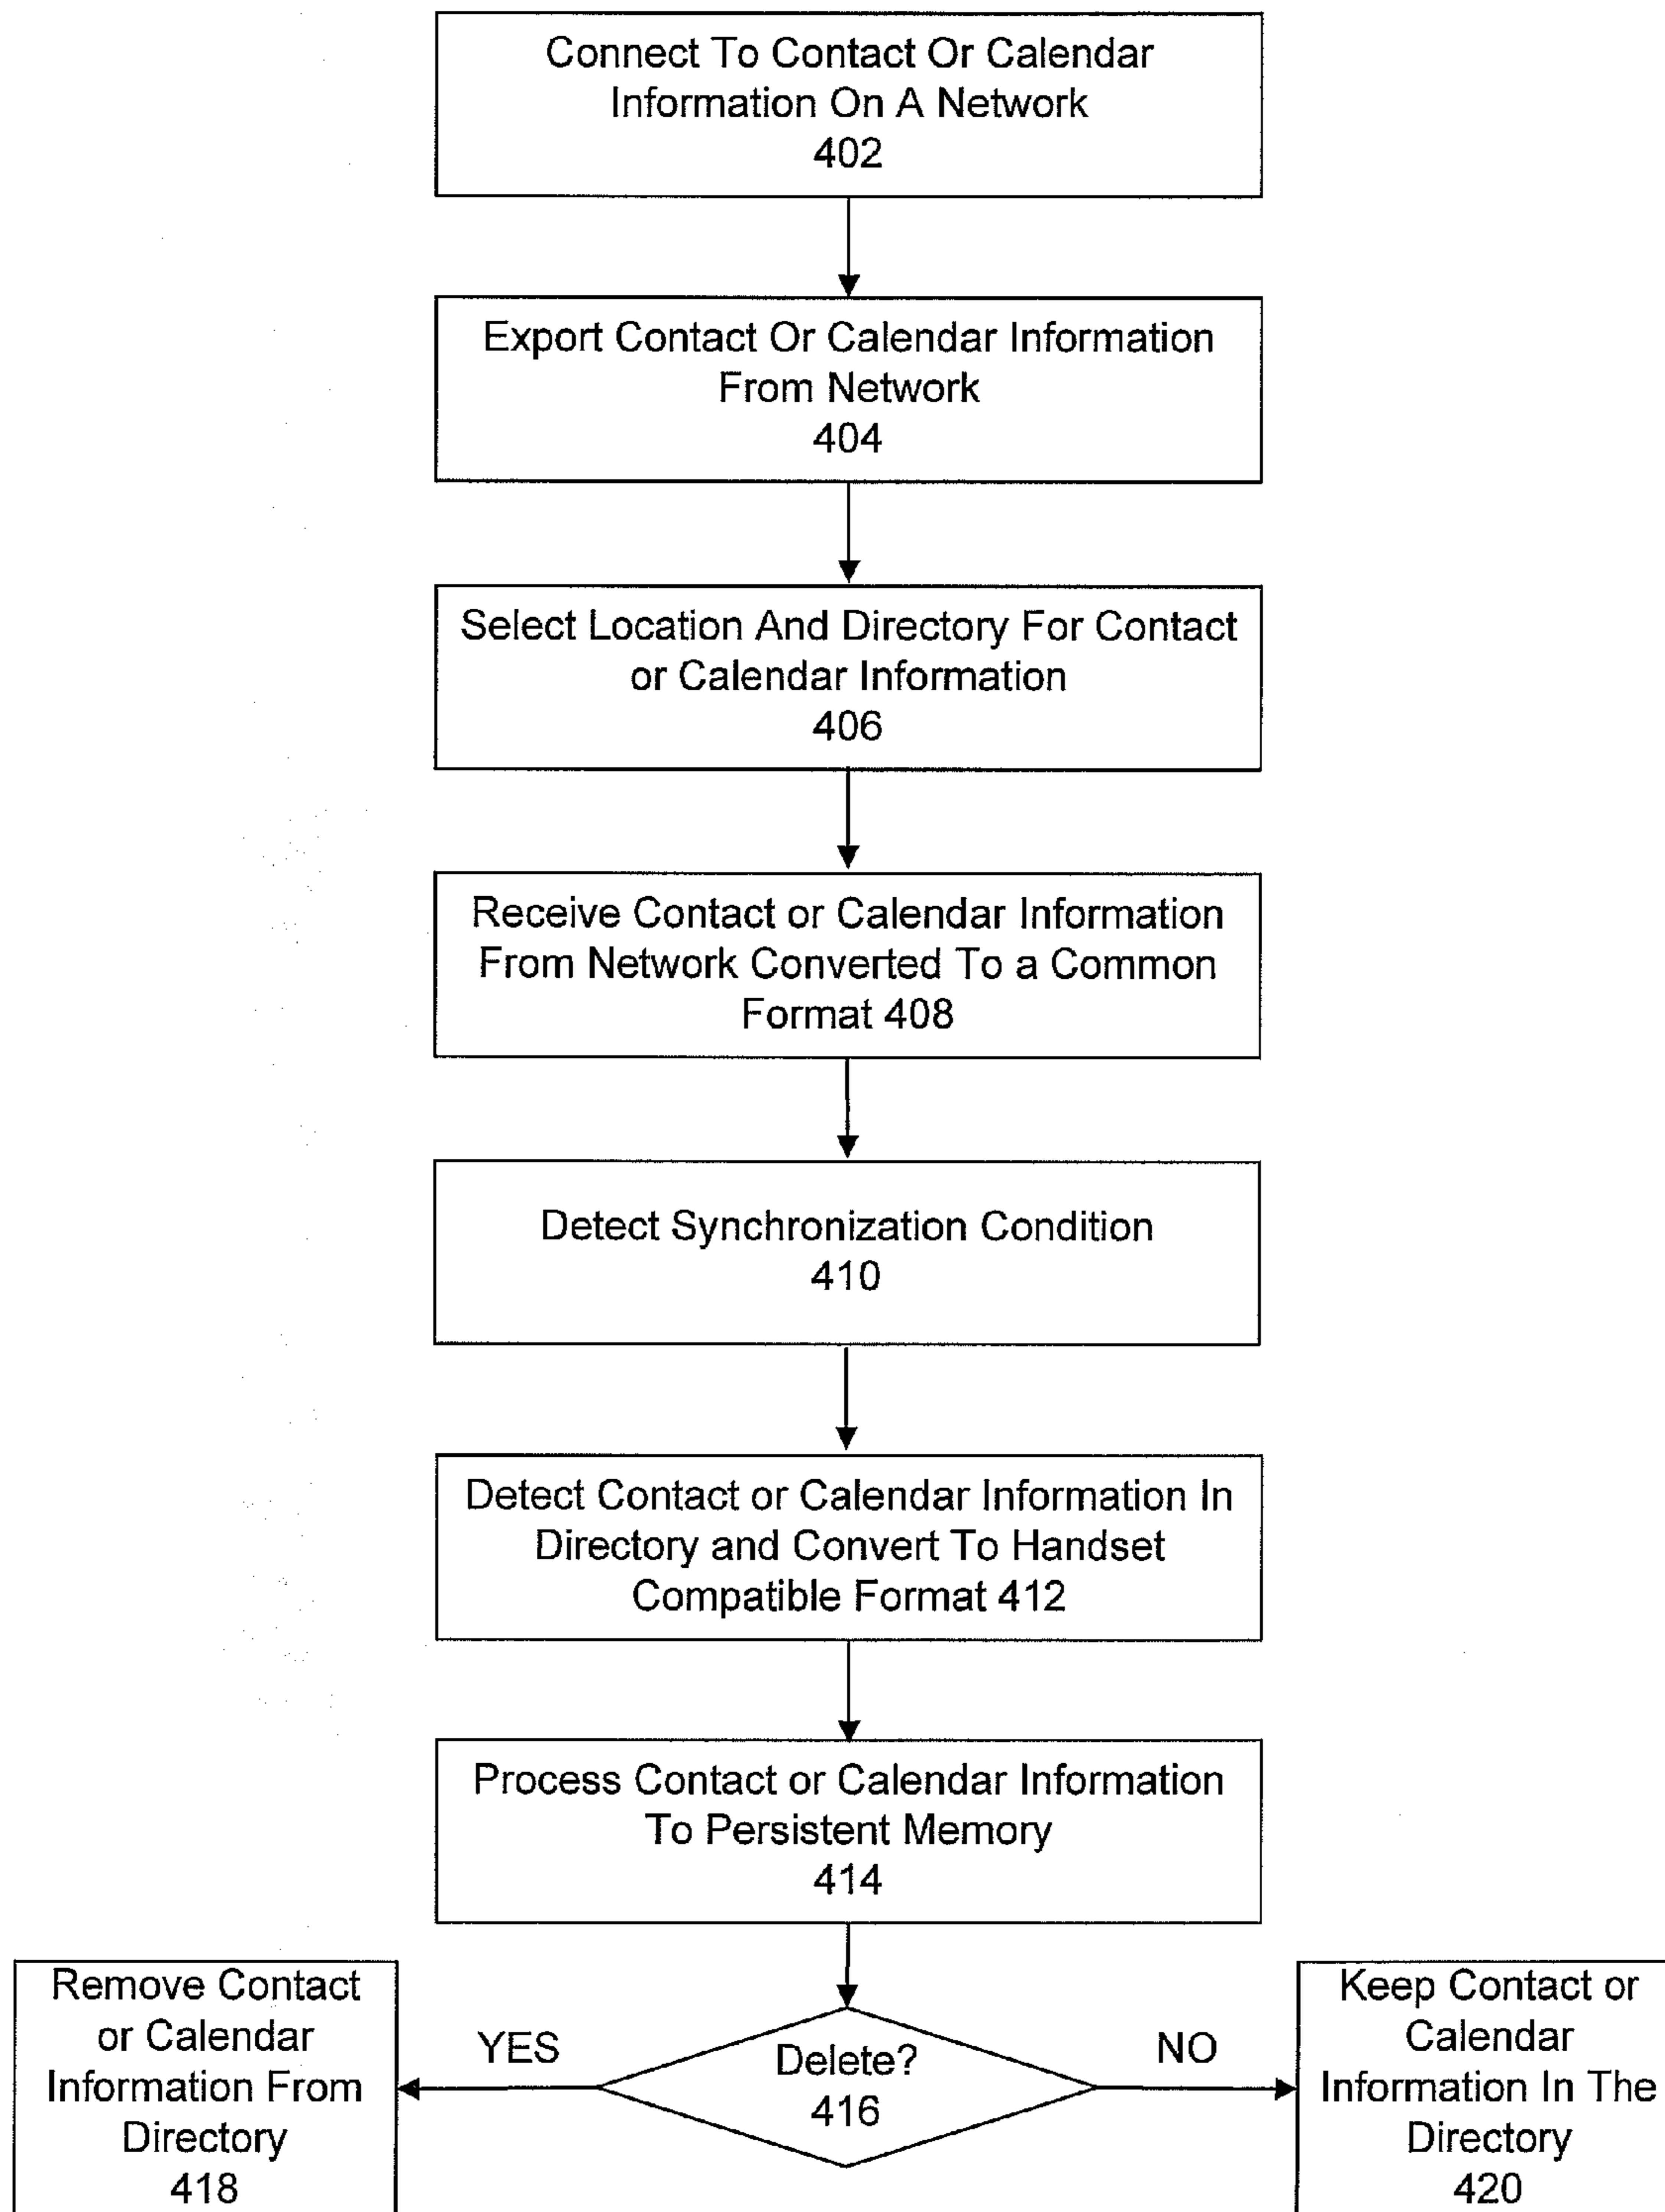 Connect To Contact Or Calendar
Information On A Network
402
Export Contact Or Calendar Information
From Network
404
Select Location And Directory For Contact
or Calendar Information
406
Receive Contact or Calendar Information
From Network Converted To a Common
Format 408
Detect Synchronization Condition
410
Detect Contact or Calendar Information In
Directory and Convert To Handset
Compatible Format 412
Process Contact or Calendar Information
To Persistent Memory
414
Remove Contact
or Calendar
Information From
Directory
418
YES
Delete?
416
NO
Keep Contact or
Calendar
Information In The
Directory
420